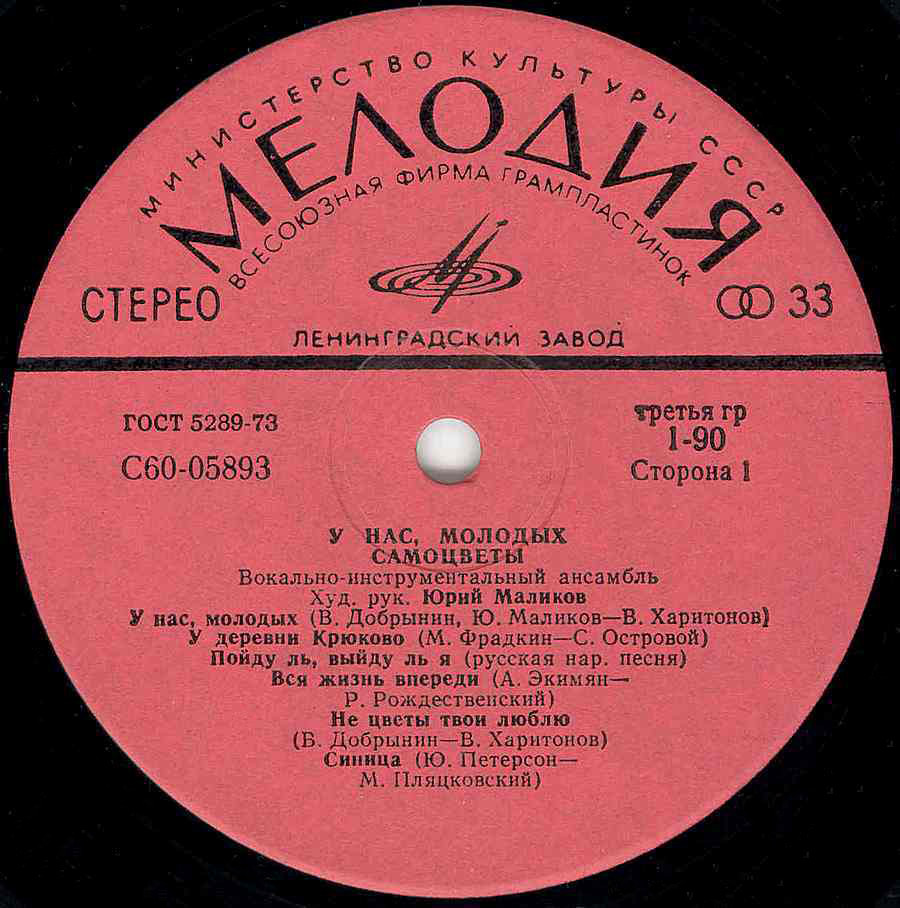 МИНИСТЕРСТВО КУЛЬТУРЫ СССР
МЕЛОДИЯ
ВСЕСОЮЗНАЯ ФИРМА ГРАМПЛАСТИНОК
СТЕРЕО
33
ЛЕНИНГРАДСКИЙ ЗАВОД
ГОСТ 5289-73
третья гр
1-90
С60-05893
Сторона 1
У НАС, МОЛОДЫХ
САМОЦВЕТЫ
Вокально-инструментальный ансамбль
Худ. рук. Юрий Маликов
У нас, молодых (В. Добрынин, Ю. Маликов—В. Харитонов)
У деревни Крюково (М. Фрадкин—С. Островой)
Пойду ль, выйду ль я (русская нар. песня)
Вся жизнь впереди (А. Экимян—
Р. Рождественский)
Не цветы твои люблю
(В. Добрынин—В. Харитонов)
Синица (Ю. Петерсон—
М. Пляцковский)